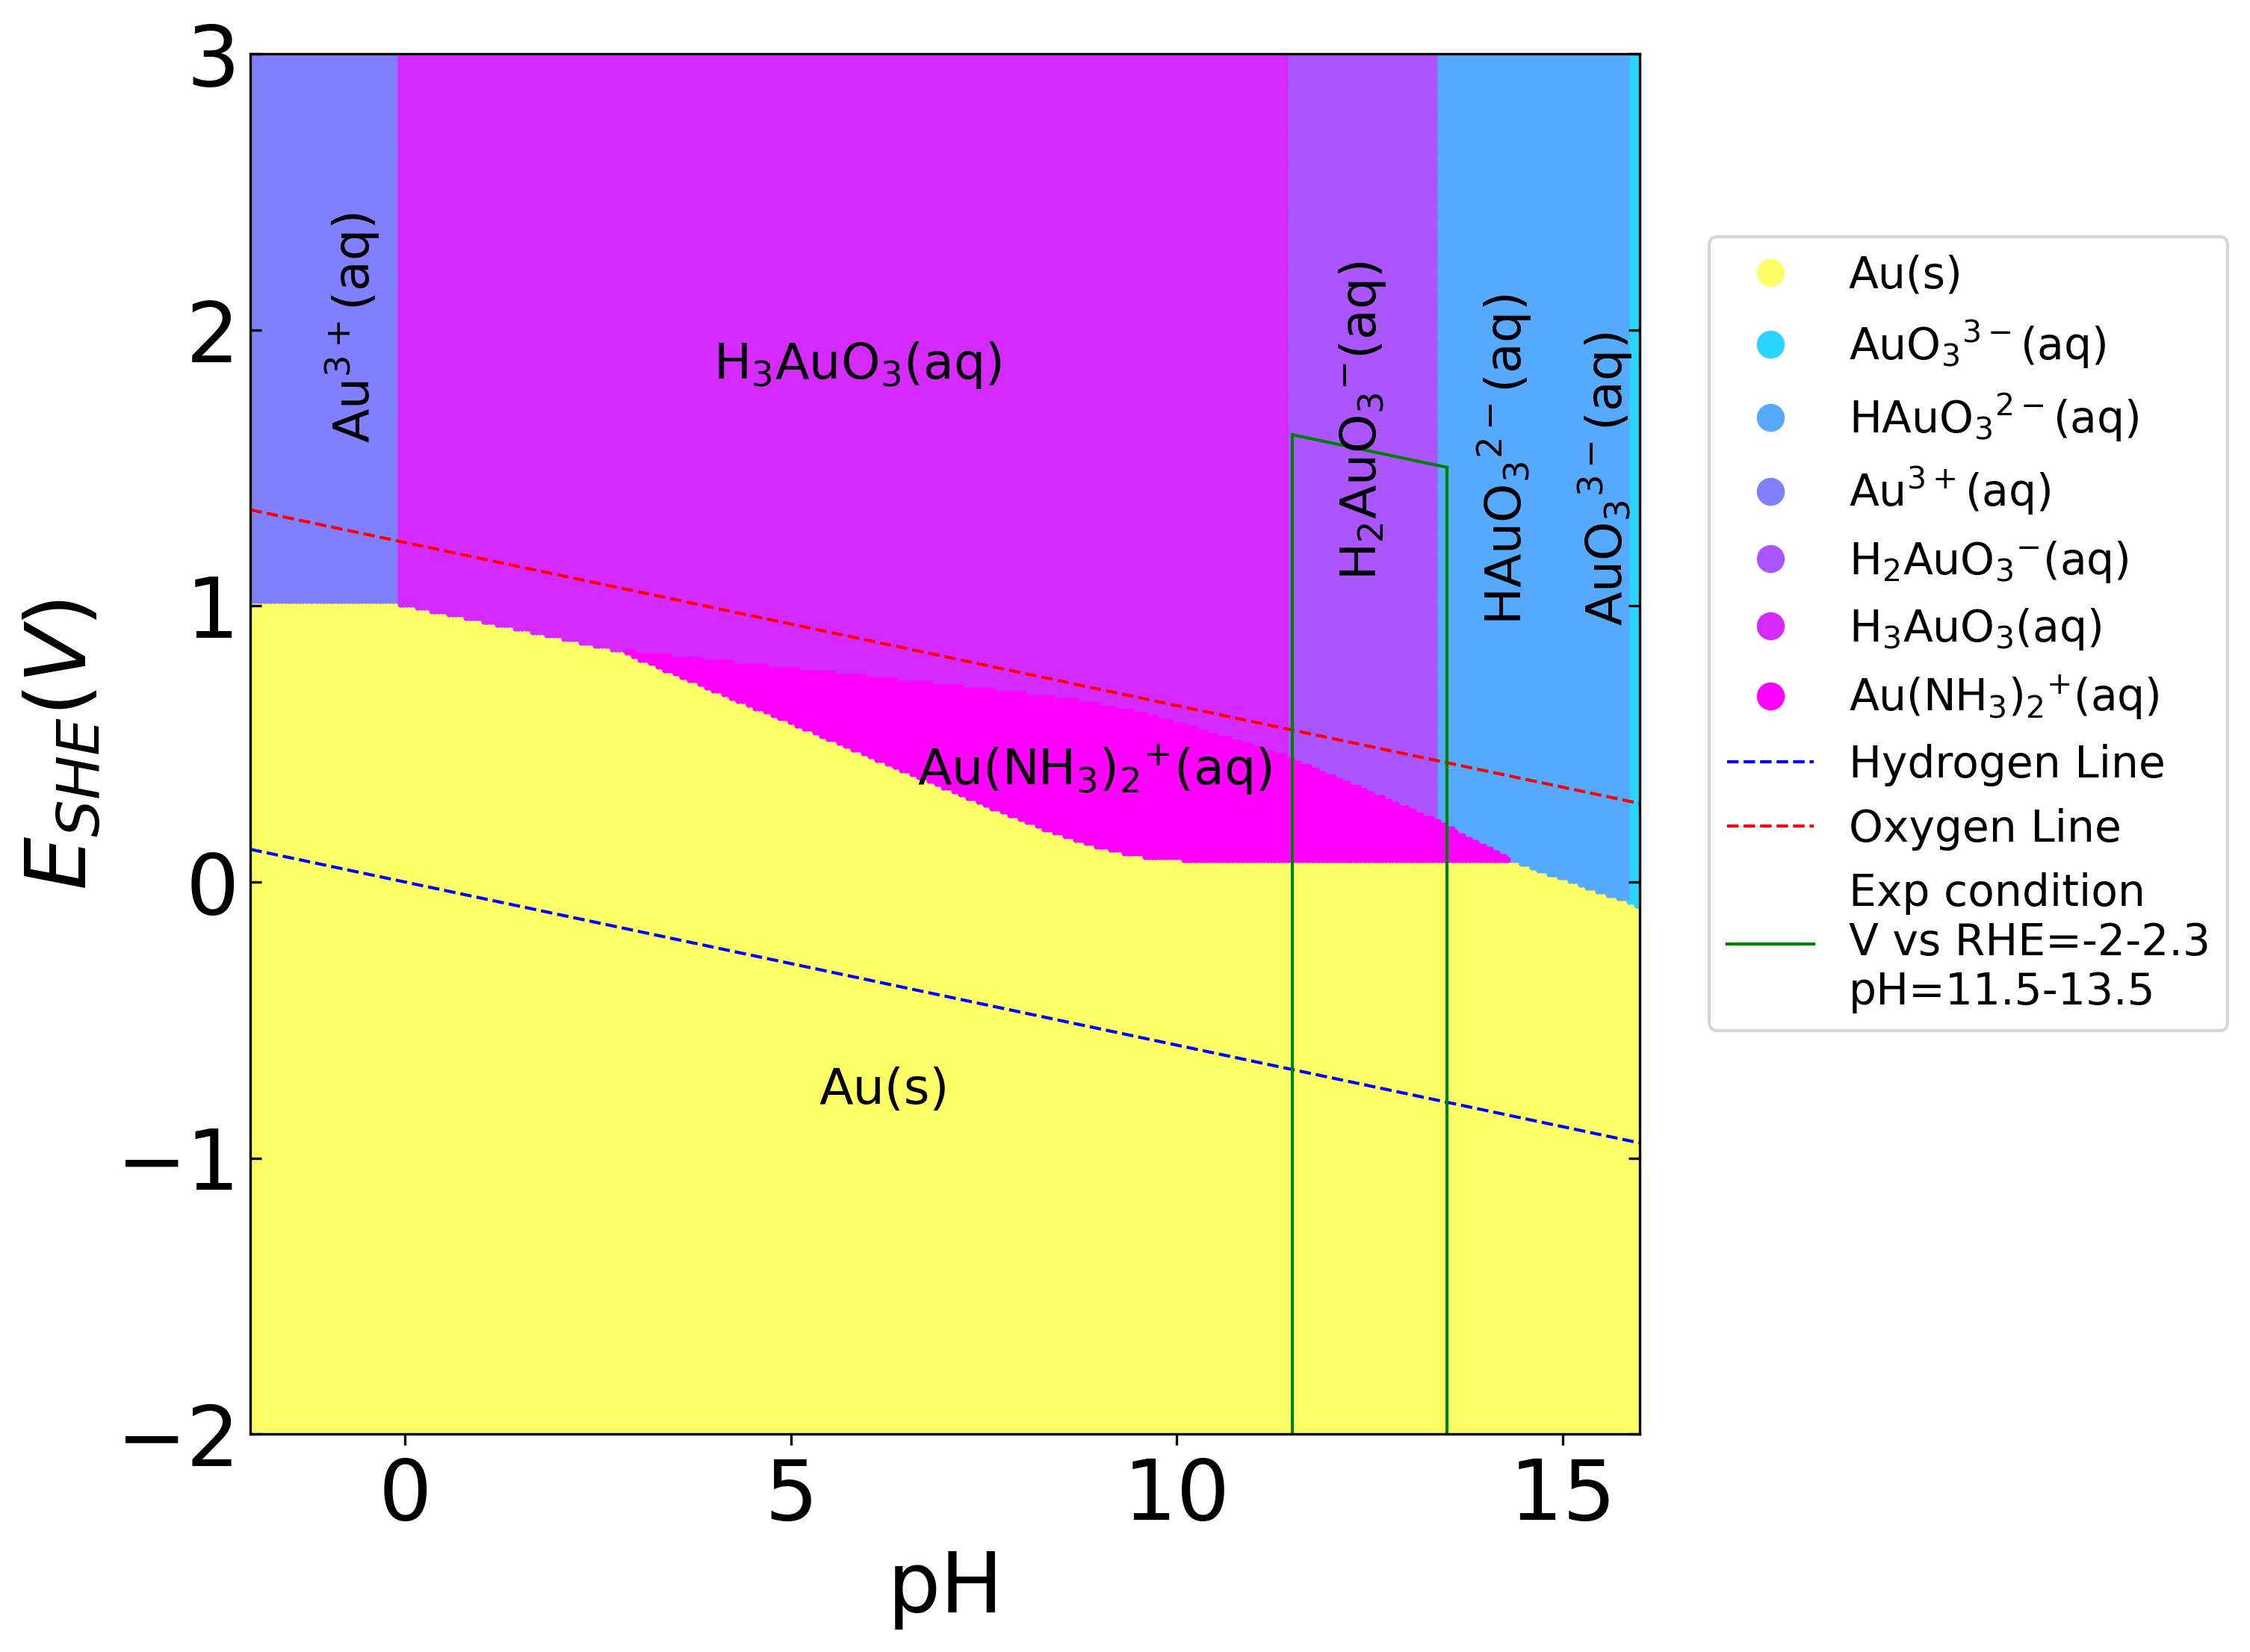 3
2
1
0
−1
−2
E_SHE(V)
0
5
10
15
pH
Au³⁺(aq)
H₃AuO₃(aq)
H₂AuO₃⁻(aq)
HAuO₃²⁻(aq)
AuO₃³⁻(aq)
Au(NH₃)₂⁺(aq)
Au(s)
Au(s)
AuO₃³⁻(aq)
HAuO₃²⁻(aq)
Au³⁺(aq)
H₂AuO₃⁻(aq)
H₃AuO₃(aq)
Au(NH₃)₂⁺(aq)
Hydrogen Line
Oxygen Line
Exp condition
V vs RHE=-2-2.3
pH=11.5-13.5